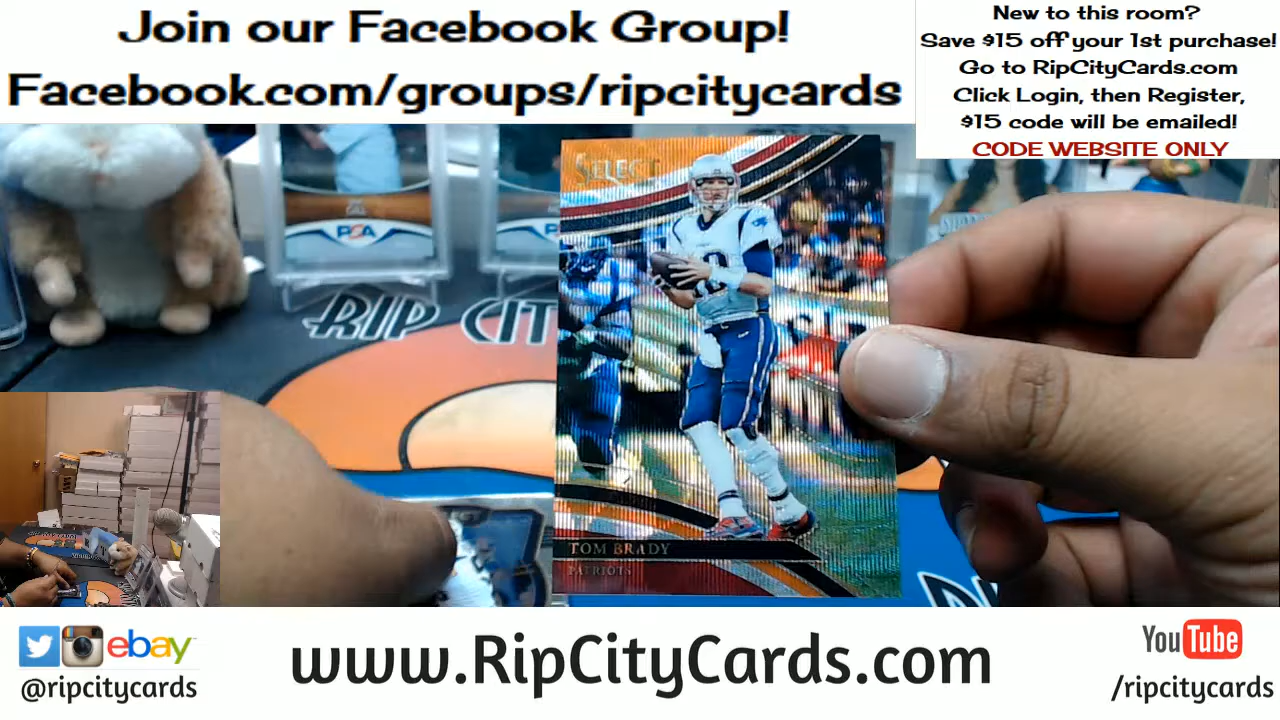 Join our Facebook Group!
Facebook.com/groups/ripcitycards
New to this room?
Save $15 off your 1st purchase!
Go to RipCityCards.com
Click Login, then Register,
$15 code will be emailed!
CODE WEBSITE ONLY
PSA
RIP CIT
SELECT
TOM BRADY
PATRIOTS
ebay
@ripcitycards
www.RipCityCards.com
YouTube
/ripcitycards